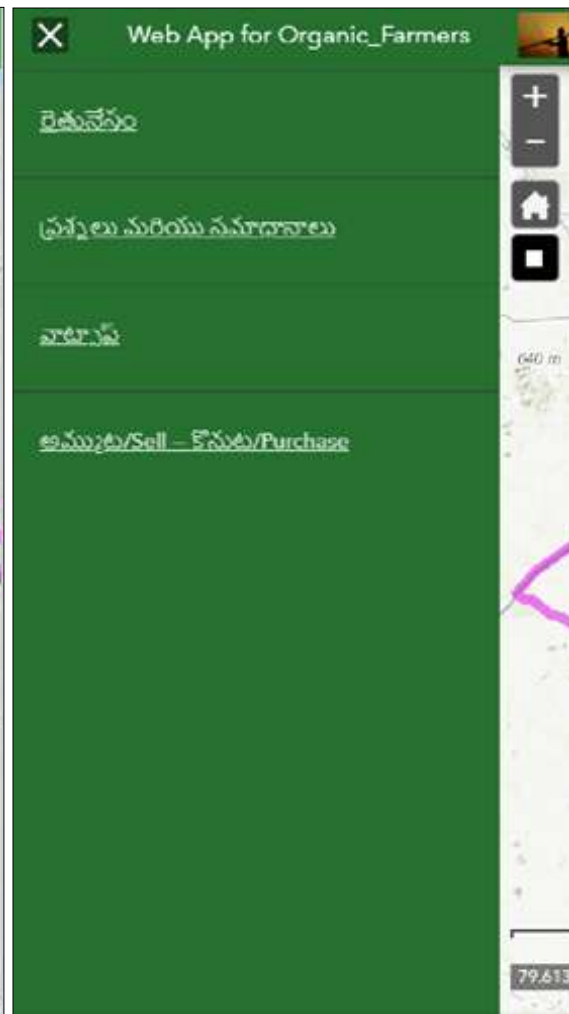 Web App for Organic_Farmers
రైతునేస్తం
ప్రశ్నలు మరియు సమాధానాలు
వాట్సాప్
అమ్ముట/Sell – కొనుట/Purchase
640 m
79.613